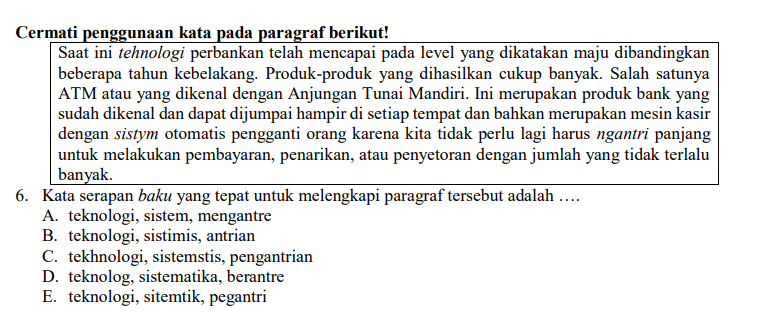 Cermati penggunaan kata pada paragraf berikut!
Saat ini tehnologi perbankan telah mencapai pada level yang dikatakan maju dibandingkan
beberapa tahun kebelakang. Produk-produk yang dihasilkan cukup banyak. Salah satunya
ATM atau yang dikenal dengan Anjungan Tunai Mandiri. Ini merupakan produk bank yang
sudah dikenal dan dapat dijumpai hampir di setiap tempat dan bahkan merupakan mesin kasir
dengan sistym otomatis pengganti orang karena kita tidak perlu lagi harus ngantri panjang
untuk melakukan pembayaran, penarikan, atau penyetoran dengan jumlah yang tidak terlalu
banyak.
6. Kata serapan baku yang tepat untuk melengkapi paragraf tersebut adalah ….
A. teknologi, sistem, mengantre
B. teknologi, sistimis, antrian
C. tekhnologi, sistemstis, pengantrian
D. teknolog, sistematika, berantre
E. teknologi, sitemtik, pegantri